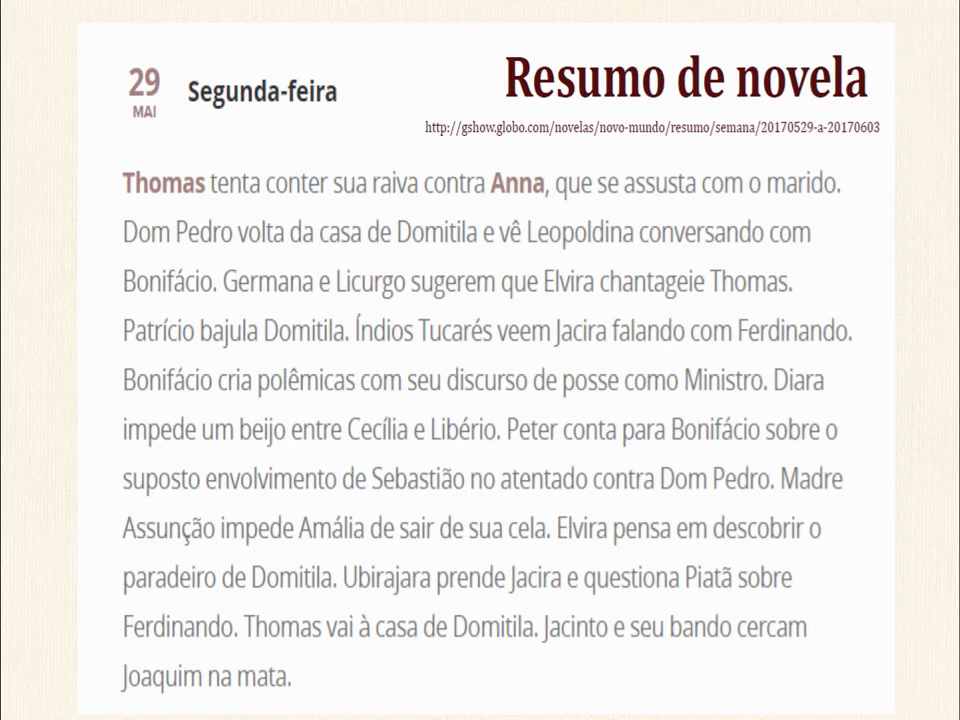 29
MAI
Segunda-feira
Resumo de novela
http://gshow.globo.com/novelas/novo-mundo/resumo/semana/20170529-a-20170603
Thomas tenta conter sua raiva contra Anna, que se assusta com o marido.
Dom Pedro volta da casa de Domitila e vê Leopoldina conversando com
Bonifácio. Germana e Licurgo sugerem que Elvira chantageie Thomas.
Patrício bajula Domitila. Índios Tucarés veem Jacira falando com Ferdinando.
Bonifácio cria polêmicas com seu discurso de posse como Ministro. Diara
impede um beijo entre Cecília e Libério. Peter conta para Bonifácio sobre o
suposto envolvimento de Sebastião no atentado contra Dom Pedro. Madre
Assunção impede Amália de sair de sua cela. Elvira pensa em descobrir o
paradeiro de Domitila. Ubirajara prende Jacira e questiona Piatã sobre
Ferdinando. Thomas vai à casa de Domitila. Jacinto e seu bando cercam
Joaquim na mata.